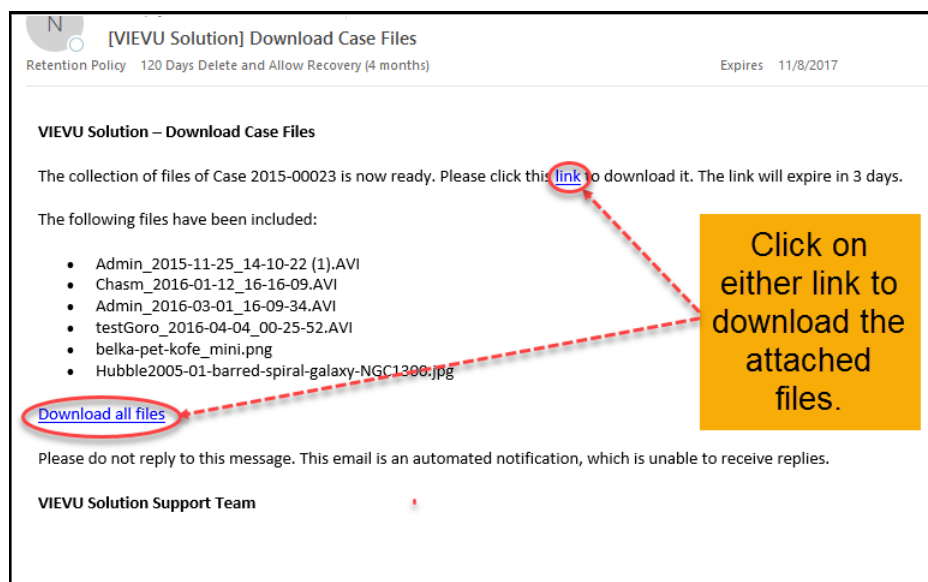 N
[VIEVU Solution] Download Case Files
Retention Policy 120 Days Delete and Allow Recovery (4 months) Expires 11/8/2017
VIEVU Solution – Download Case Files
The collection of files of Case 2015-00023 is now ready. Please click this link to download it. The link will expire in 3 days.
The following files have been included:
• Admin_2015-11-25_14-10-22 (1).AVI
• Chasm_2016-01-12_16-16-09.AVI
• Admin_2016-03-01_16-09-34.AVI
• testGoro_2016-04-04_00-25-52.AVI
• belka-pet-kofe_mini.png
• Hubble2005-01-barred-spiral-galaxy-NGC1300.jpg
Download all files
Please do not reply to this message. This email is an automated notification, which is unable to receive replies.
VIEVU Solution Support Team
Click on
either link to
download the
attached
files.